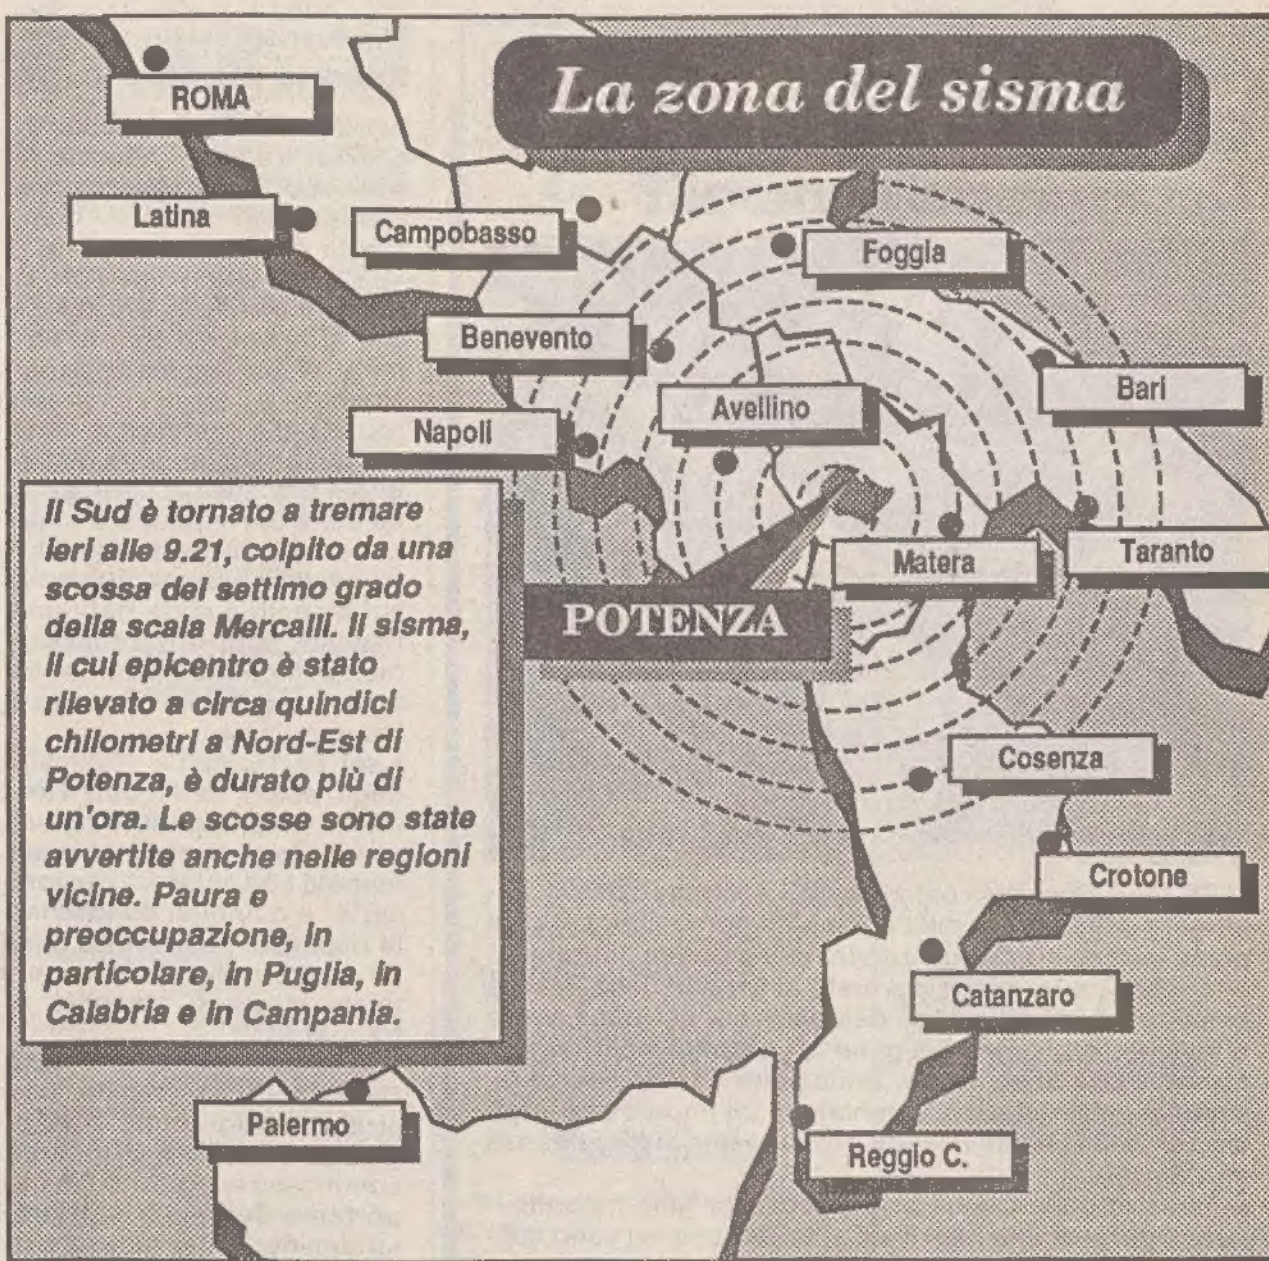 La zona del sisma
ROMA
Latina
Campobasso
Foggia
Benevento
Bari
Avellino
Napoli
Il Sud è tornato a tremare
ieri alle 9.21, colpito da una
scossa del settimo grado
della scala Mercalli. Il sisma,
il cui epicentro è stato
rilevato a circa quindici
chilometri a Nord-Est di
Potenza, è durato più di
un'ora. Le scosse sono state
avvertite anche nelle regioni
vicine. Paura e
preoccupazione, in
particolare, in Puglia, in
Calabria e in Campania.
Matera
Taranto
POTENZA
Cosenza
Crotone
Catanzaro
Palermo
Reggio C.